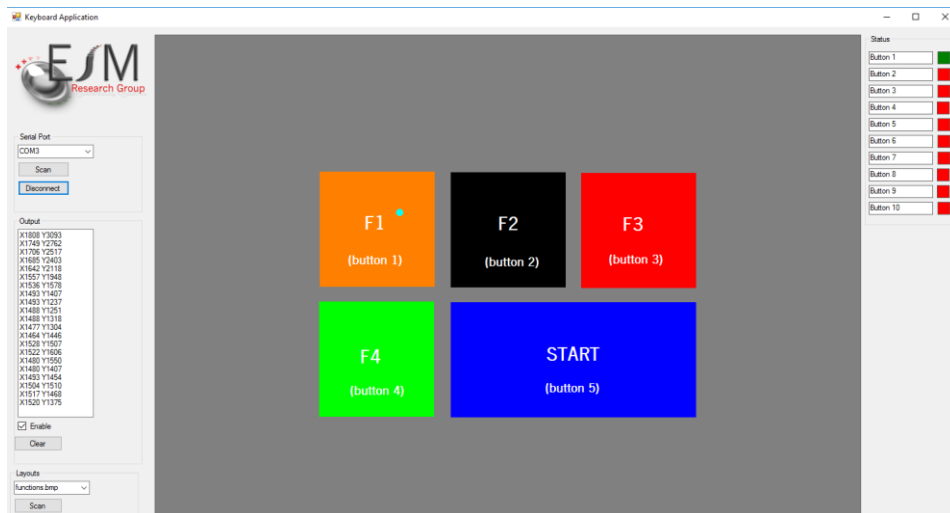 Keyboard Application
ESM
Research Group
Serial Port
COM3
Scan
Disconnect
Output
X1808 Y3093
X1749 Y2762
X1706 Y2517
X1685 Y2403
X1642 Y2118
X1557 Y1948
X1536 Y1578
X1493 Y1407
X1493 Y1237
X1488 Y1251
X1488 Y1318
X1477 Y1304
X1464 Y1446
X1528 Y1507
X1522 Y1606
X1480 Y1550
X1480 Y1407
X1493 Y1454
X1504 Y1510
X1517 Y1468
X1520 Y1375
Enable
Clear
Layouts
functions.bmp
Scan
F1
(button 1)
F2
(button 2)
F3
(button 3)
F4
(button 4)
START
(button 5)
Status
Button 1
Button 2
Button 3
Button 4
Button 5
Button 6
Button 7
Button 8
Button 9
Button 10